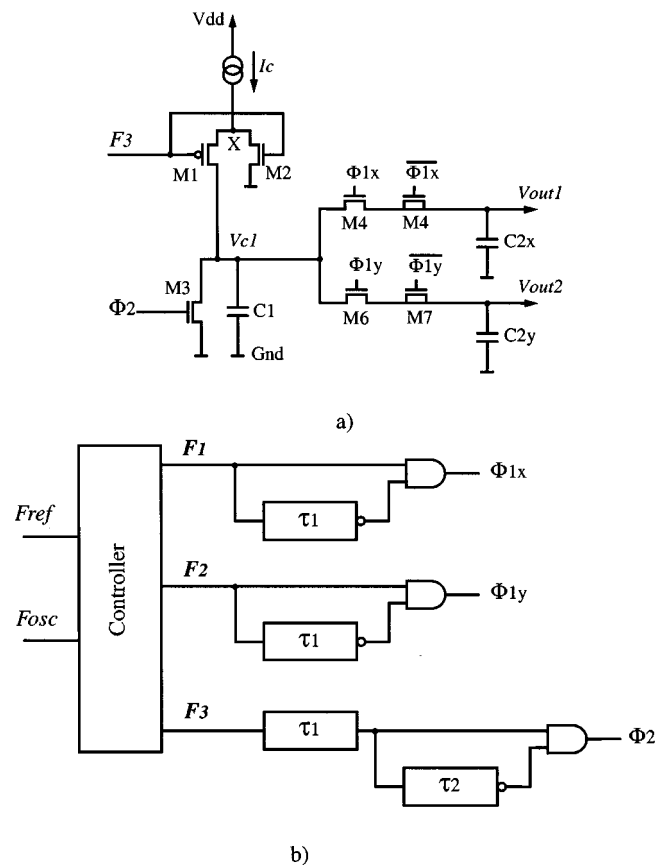 Vdd
Ic
F3
X
M1
M2
Φ1x
Φ1x
Vout1
M4
M4
C2x
Vc1
Φ1y
Φ1y
Vout2
M3
Φ2
C1
M6
M7
C2y
Gnd
a)
F1
Φ1x
τ1
Fref
Controller
F2
Φ1y
Fosc
τ1
F3
τ1
Φ2
τ2
b)